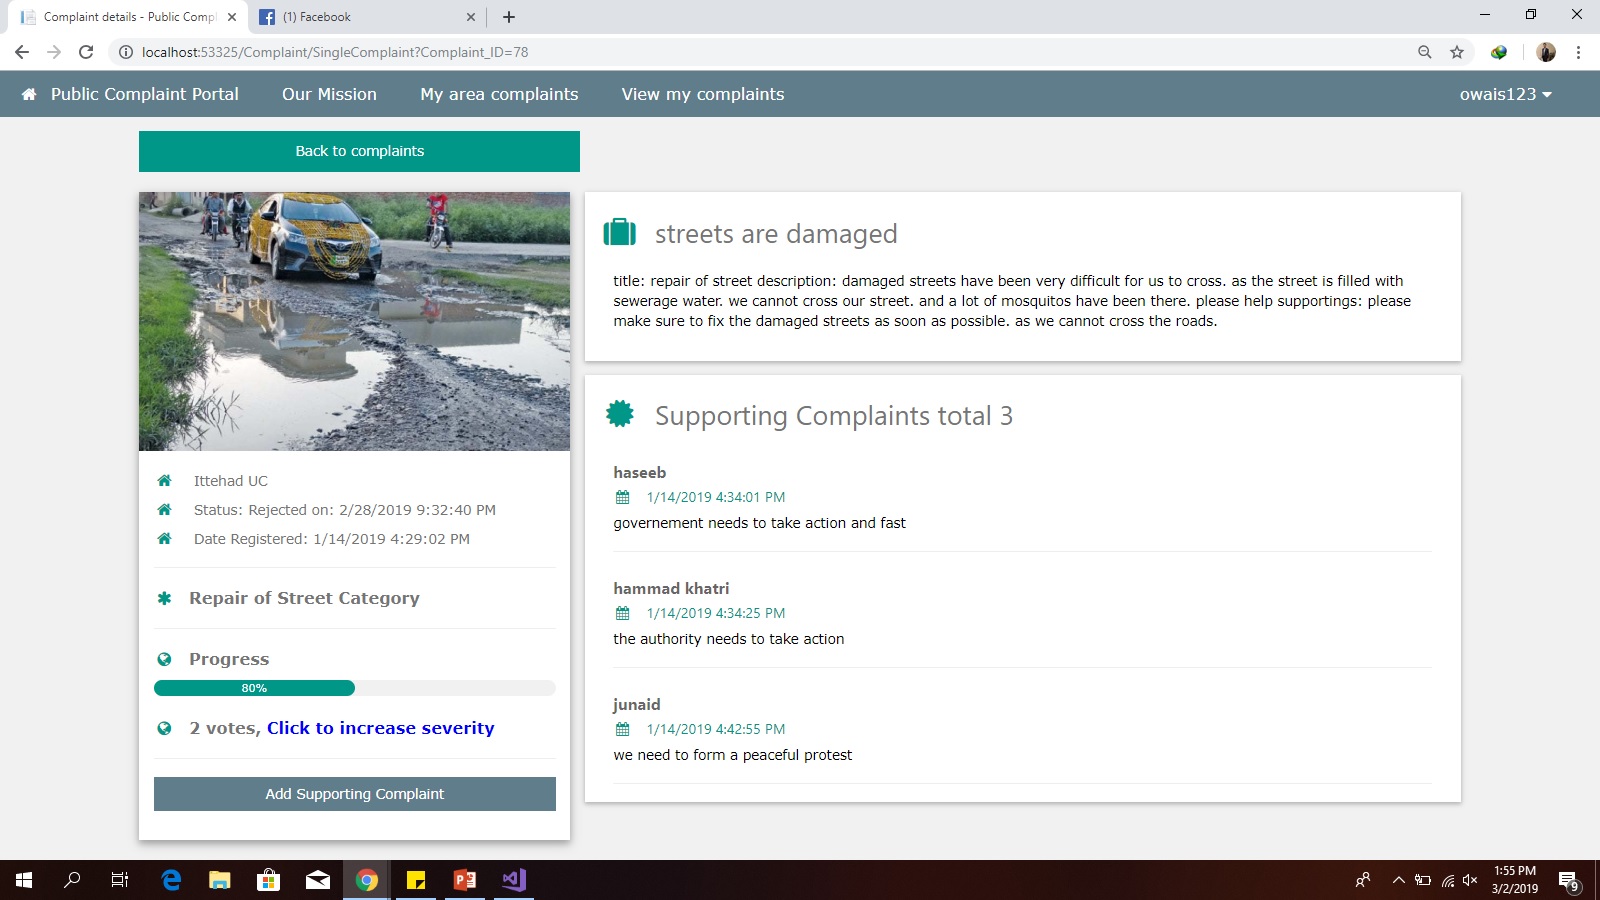 Complaint details - Public Compl
(1) Facebook
localhost:53325/Complaint/SingleComplaint?Complaint_ID=78
Public Complaint Portal
Our Mission
My area complaints
View my complaints
owais123
Back to complaints
Ittehad UC
Status: Rejected on: 2/28/2019 9:32:40 PM
Date Registered: 1/14/2019 4:29:02 PM
Repair of Street Category
Progress
80%
2 votes, Click to increase severity
Add Supporting Complaint
streets are damaged
title: repair of street description: damaged streets have been very difficult for us to cross. as the street is filled with
sewerage water. we cannot cross our street. and a lot of mosquitos have been there. please help supportings: please
make sure to fix the damaged streets as soon as possible. as we cannot cross the roads.
Supporting Complaints total 3
haseeb
1/14/2019 4:34:01 PM
governement needs to take action and fast
hammad khatri
1/14/2019 4:34:25 PM
the authority needs to take action
junaid
1/14/2019 4:42:55 PM
we need to form a peaceful protest
1:55 PM
3/2/2019
9